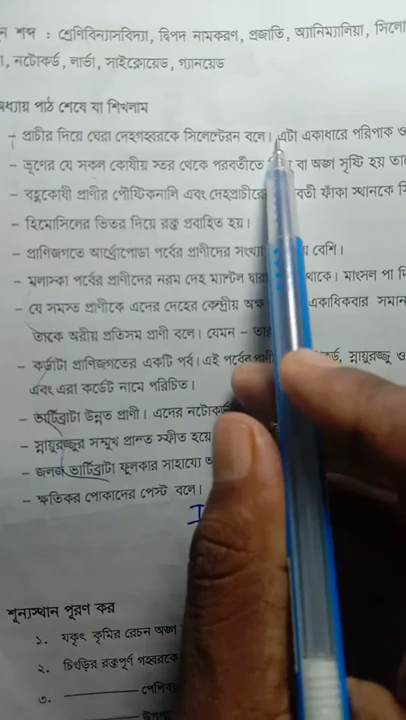 শব্দ : শ্রেণিবিন্যাসবিদ্যা, দ্বিপদ নামকরণ, প্রজাতি, অ্যানিম্যালিয়া, সিলো
নটোকর্ড, লার্ভা, সাইক্লোয়েড, গ্যানয়েড
অধ্যায় পাঠ শেষে যা শিখলাম
– প্রাচীর দিয়ে ঘেরা দেহগহ্বরকে সিলেন্টেরন বলে। এটা একাধারে পরিপাক ও
– ভ্রূণের যে সকল কোষীয় স্তর থেকে পরবর্তীতে বা অঙ্গ সৃষ্টি হয়
– বহুকোষী প্রাণীর পৌষ্টিকনালি এবং দেহপ্রাচীরে বর্তী ফাঁকা স্থানকে
– হিমোসিলের ভিতর দিয়ে রক্ত প্রবাহিত হয়।
– প্রাণিজগতে আর্থ্রোপোডা পর্বের প্রাণীদের সংখ্যা বেশি।
– মলাস্কা পর্বের প্রাণীদের নরম দেহ ম্যান্টল দ্বারা থাকে। মাংসল পা
– যে সমস্ত প্রাণীকে এদের দেহের কেন্দ্রীয় অক্ষ একাধিকবার সমান
তাকে অরীয় প্রতিসম প্রাণী বলে। যেমন –
– কর্ডাটা প্রাণিজগতের একটি পর্ব। এই পর্বের স্নায়ুরজ্জু ও
এবং এরা কর্ডেট নামে পরিচিত।
– ভার্টিব্রাটা উন্নত প্রাণী। এদের নটোকর্ড
– স্নায়ুরজ্জুর সম্মুখ প্রান্ত স্ফীত হয়ে
– জলজ ভার্টিব্রাটা ফুলকার সাহায্যে
– ক্ষতিকর পোকাদের পেস্ট বলে।
শূন্যস্থান পূরণ কর
১. যকৃৎ কৃমির রেচন অঙ্গ
২. চিংড়ির রক্তপূর্ণ গহ্বরকে
৩.